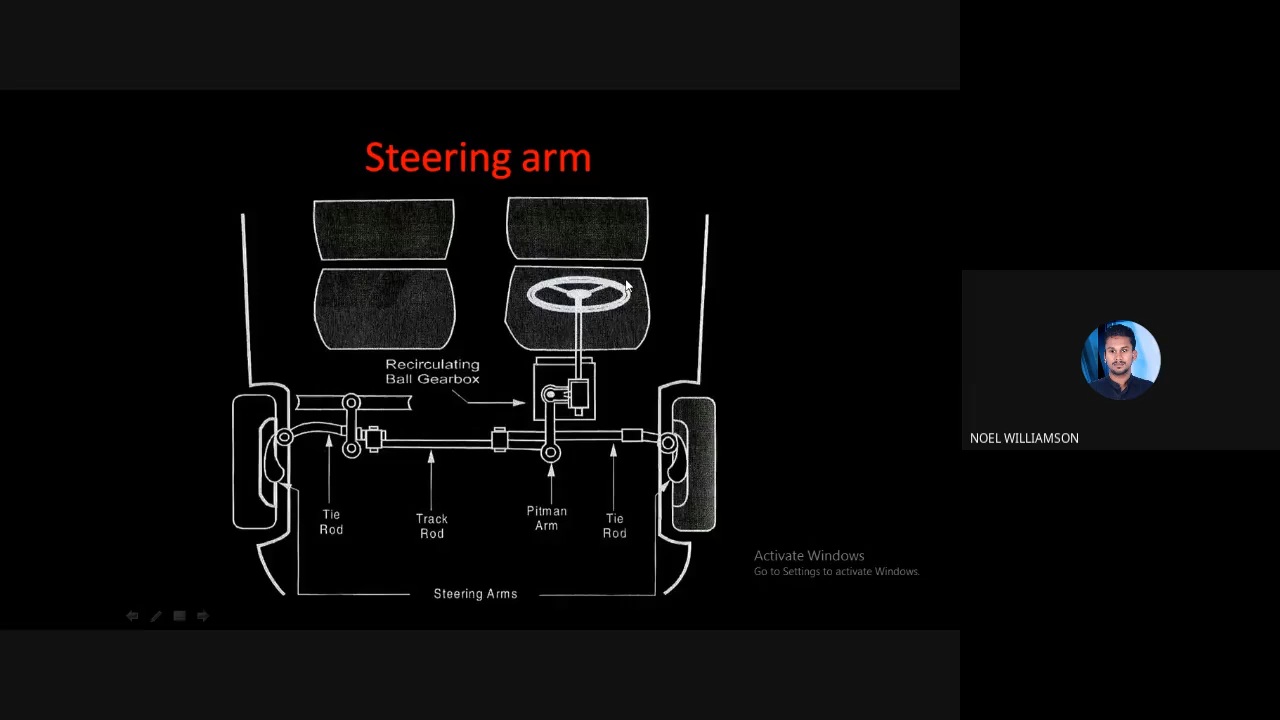 Steering arm
Recirculating
Ball Gearbox
Tie
Rod
Track
Rod
Pitman
Arm
Tie
Rod
Steering Arms
Activate Windows
Go to Settings to activate Windows.
NOEL WILLIAMSON